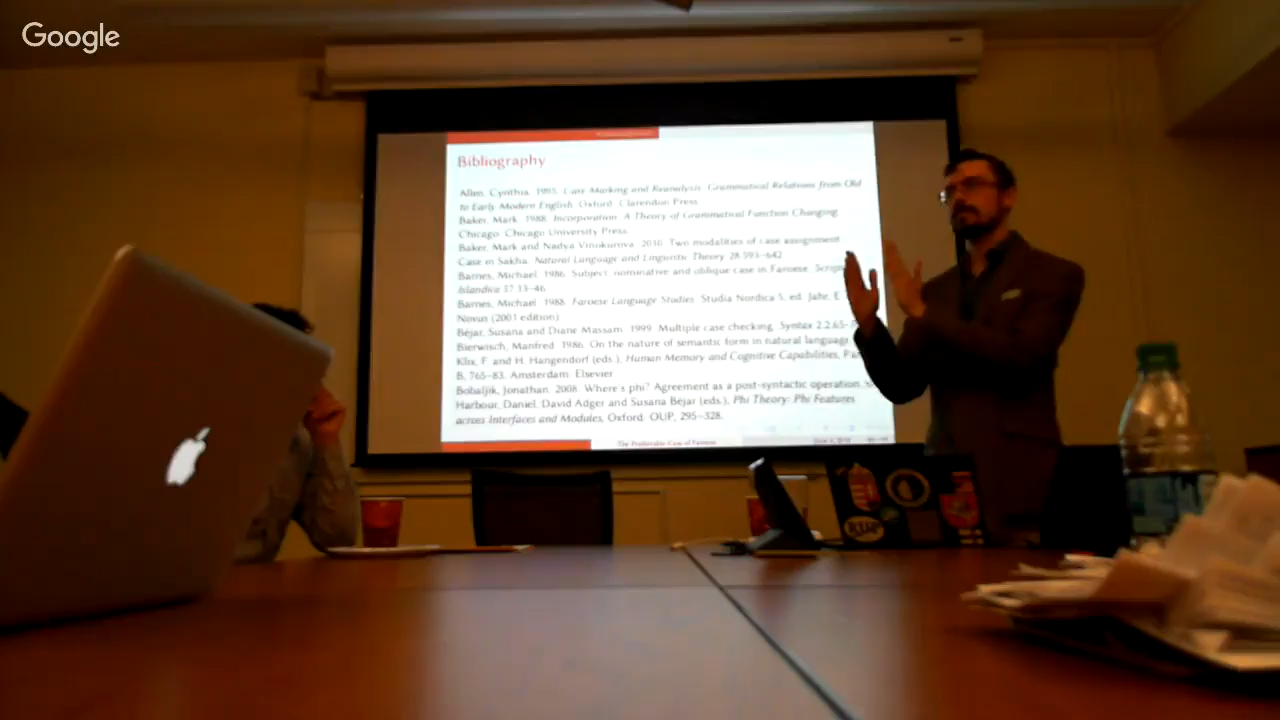 Google
Bibliography
Allen, Cynthia. 1995. Case Marking and Reanalysis. Grammatical Relations from Old
to Early Modern English. Oxford. Clarendon Press.
Baker, Mark. 1988. Incorporation. A Theory of Grammatical Function Changing.
Chicago. Chicago University Press.
Baker, Mark and Nadya Vinokurova. 2010. Two modalities of case assignment
Case in Sakha. Natural Language and Linguistic Theory 28.593–642
Barnes, Michael. 1986. Subject, nominative and oblique case in Faroese. Scrip
Islandica 37.13–46
Barnes, Michael. 1988. Faroese Language Studies. Studia Nordica 5, ed. Jahr, E.
Novus (2001 edition)
Béjar, Susana and Diane Massam. 1999. Multiple case checking. Syntax 2.2.65-
Bierwisch, Manfred. 1986. On the nature of semantic form in natural language.
Klix, F. and H. Hangendorf (eds.), Human Memory and Cognitive Capabilities,
B, 765–83. Amsterdam. Elsevier
Bobaljik, Jonathan. 2008. Where's phi? Agreement as a post-syntactic operation.
Harbour, Daniel, David Adger and Susana Béjar (eds.), Phi Theory: Phi Features
across Interfaces and Modules, Oxford. OUP, 295–328.
The Problematic Case of Faroese